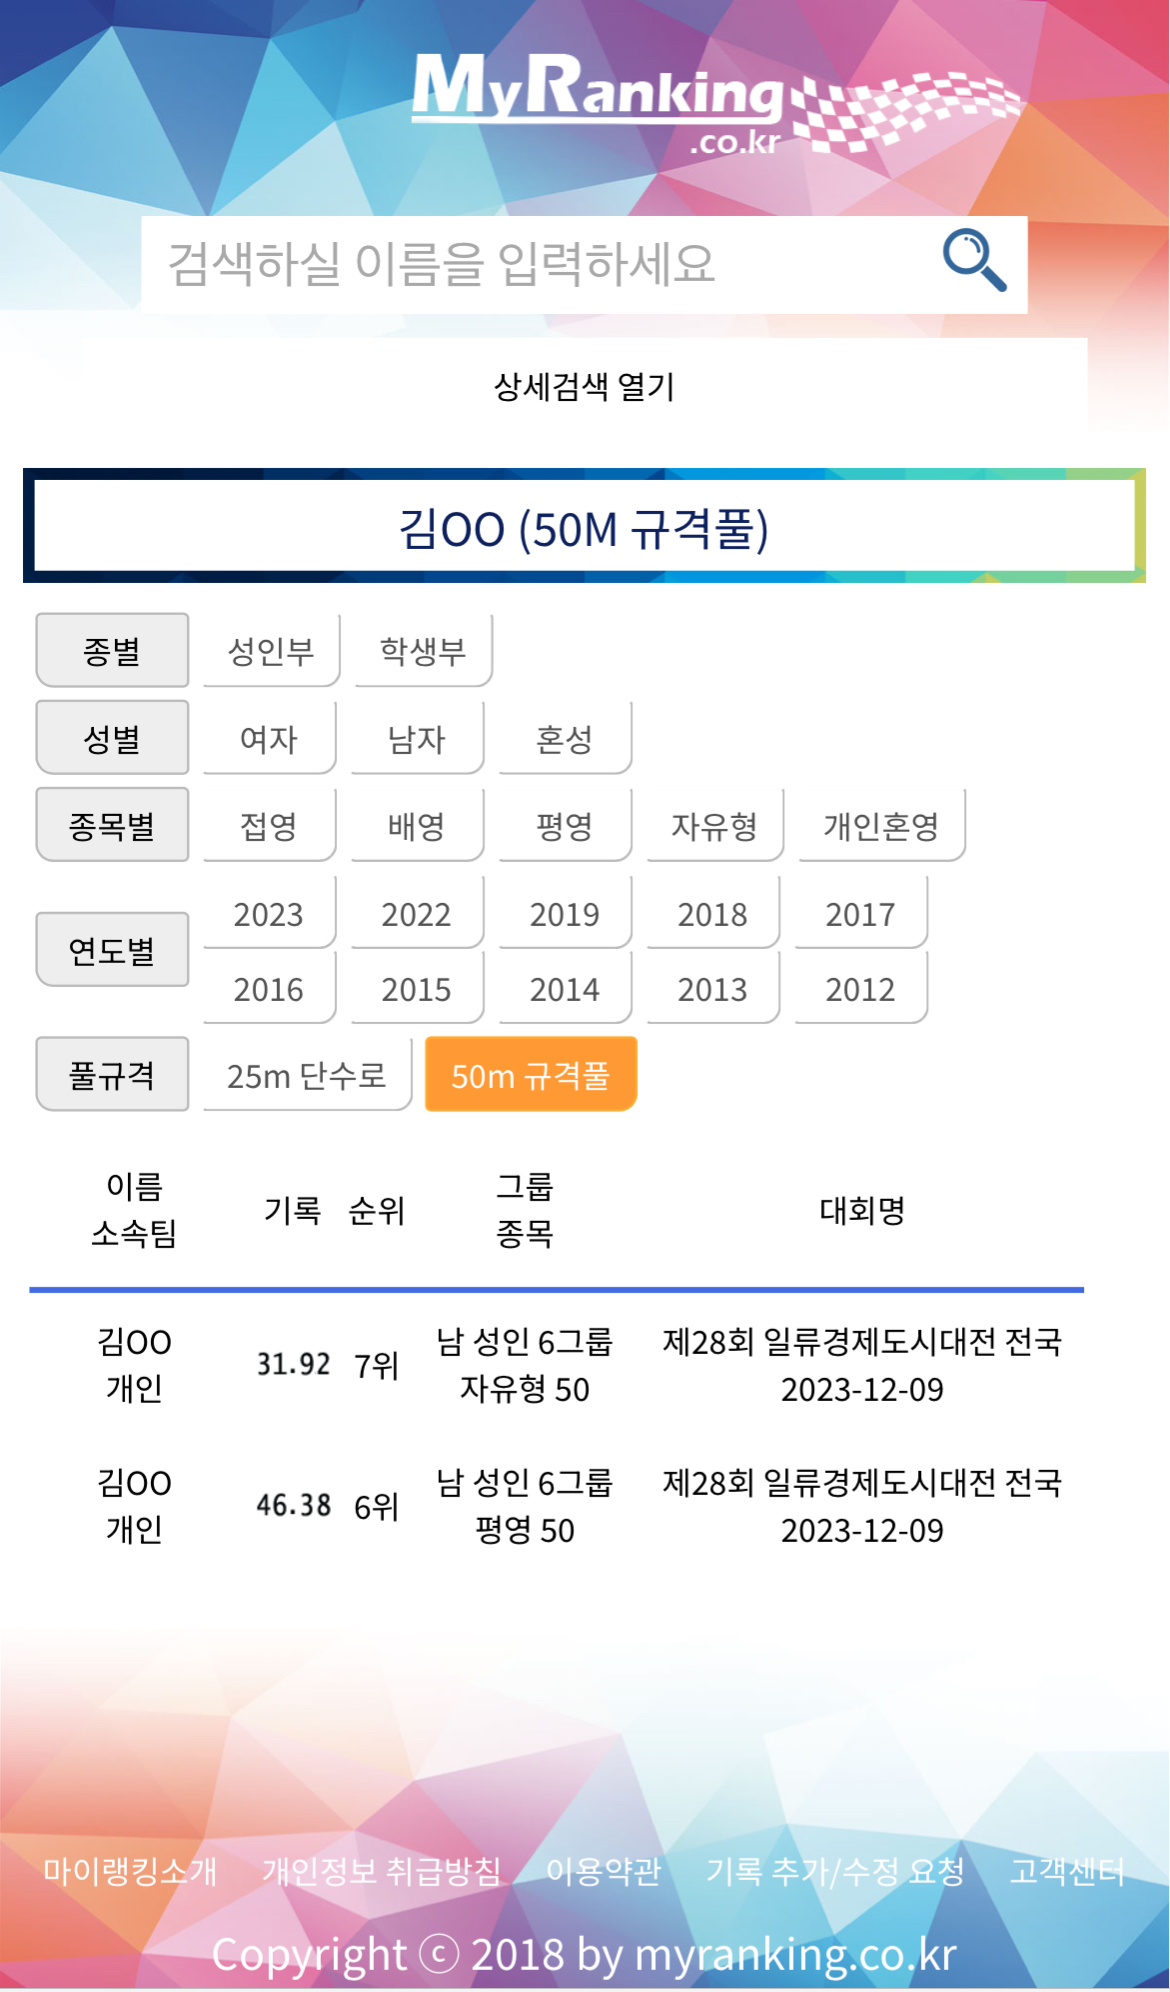 MyRanking
.co.kr
검색하실 이름을 입력하세요
상세검색 열기
김OO (50M 규격풀)
종별 성인부 학생부
성별 여자 남자 혼성
종목별 접영 배영 평영 자유형 개인혼영
연도별 2023 2022 2019 2018 2017
2016 2015 2014 2013 2012
풀규격 25m 단수로 50m 규격풀
이름
소속팀
기록
순위
그룹
종목
대회명
김OO
개인
31.92
7위
남 성인 6그룹
자유형 50
제28회 일류경제도시대전 전국
2023-12-09
김OO
개인
46.38
6위
남 성인 6그룹
평영 50
제28회 일류경제도시대전 전국
2023-12-09
마이랭킹소개 개인정보 취급방침 이용약관 기록 추가/수정 요청 고객센터
Copyright ⓒ 2018 by myranking.co.kr